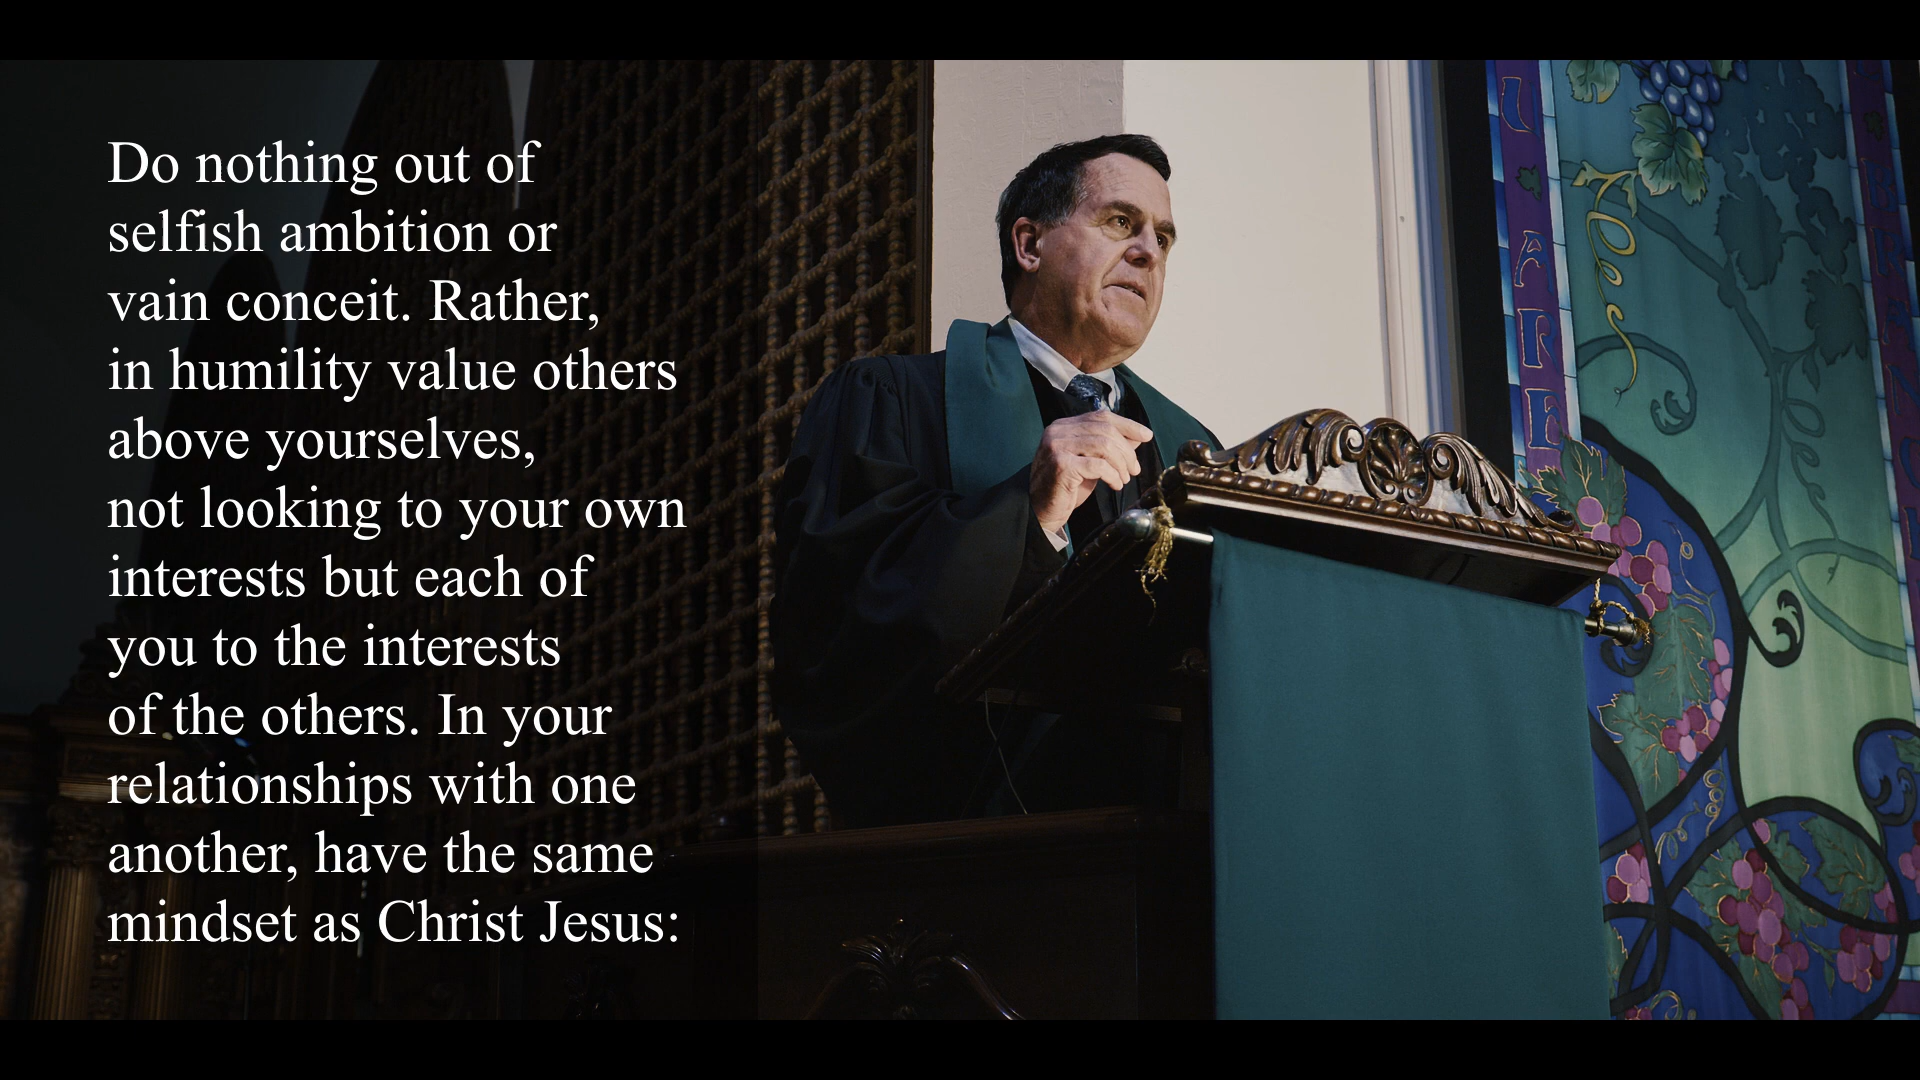 Do nothing out of
selfish ambition or
vain conceit. Rather,
in humility value others
above yourselves,
not looking to your own
interests but each of
you to the interests
of the others. In your
relationships with one
another, have the same
mindset as Christ Jesus:
U ARE